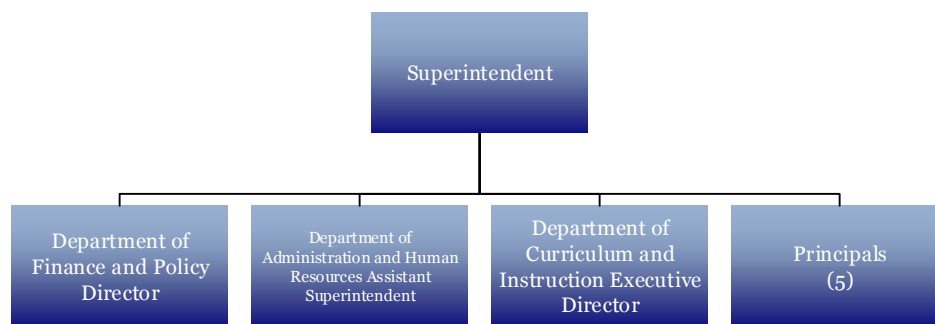 Superintendent
Department of
Finance and Policy
Director
Department of
Administration and Human
Resources Assistant
Superintendent
Department of
Curriculum and
Instruction Executive
Director
Principals
(5)